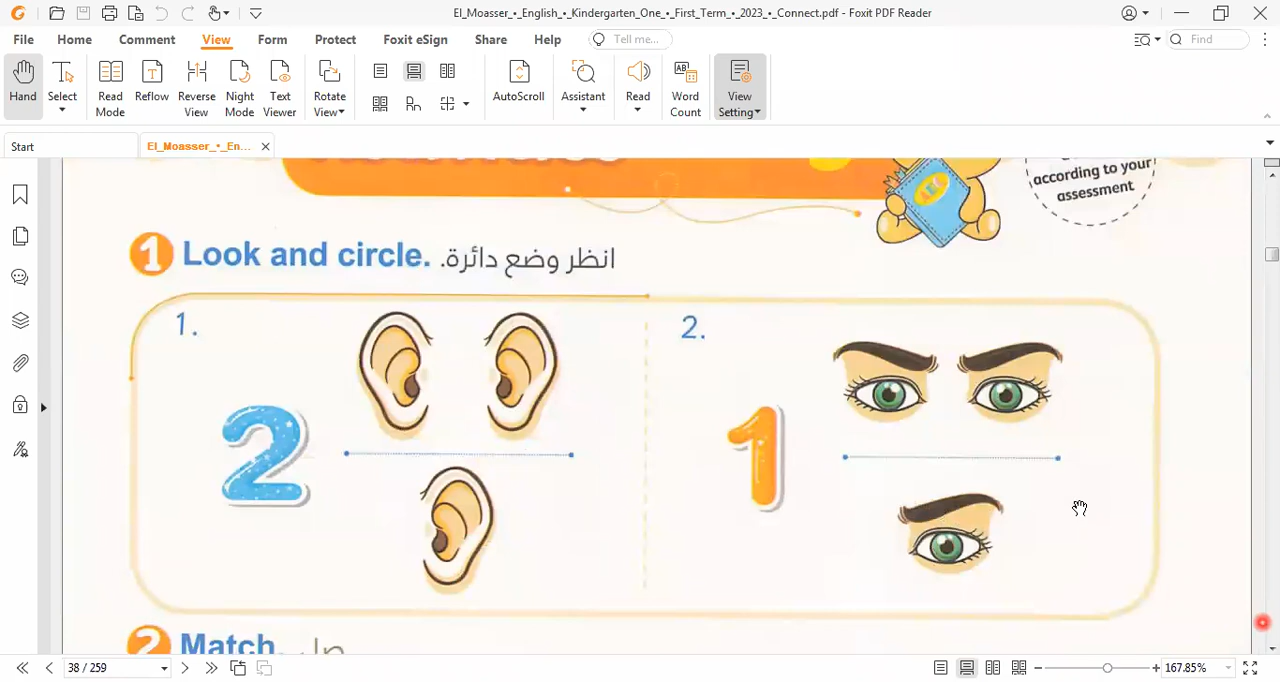 El_Moasser_•_English_•_Kindergarten_One_•_First_Term_•_2023_•_Connect.pdf - Foxit PDF Reader
File Home Comment View Form Protect Foxit eSign Share Help Tell me... Find
Hand Select Read Mode Reflow Reverse View Night Mode Text Viewer Rotate View AutoScroll Assistant Read Word Count View Setting
Start El_Moasser_•_En...
according to your
assessment
1 Look and circle. انظر وضع دائرة.
1. 2.
2 1
2 Match. صل
38 / 259 167.85%